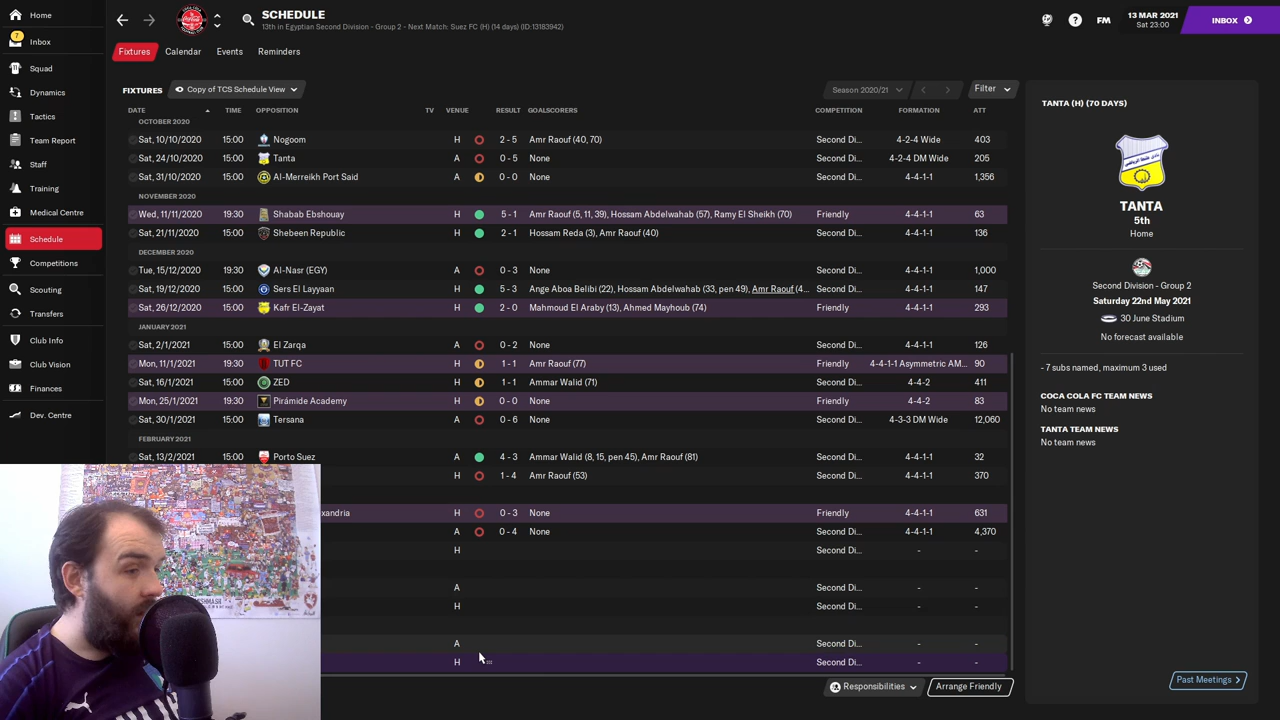 SCHEDULE
13th in Egyptian Second Division - Group 2 - Next Match: Suez FC (H) (14 days) (ID:13183942)
FM
13 MAR 2021
Sat 23:00
INBOX
Home
7
Inbox
Squad
Dynamics
Tactics
Team Report
Staff
Training
Medical Centre
Schedule
Competitions
Scouting
Transfers
Club Info
Club Vision
Finances
Dev. Centre
Fixtures Calendar Events Reminders
FIXTURES Copy of TCS Schedule View Season 2020/21 Filter
DATE TIME OPPOSITION TV VENUE RESULT GOALSCORERS COMPETITION FORMATION ATT
OCTOBER 2020
Sat, 10/10/2020 15:00 Nogoom H 2 - 5 Amr Raouf (40, 70) Second Di... 4-2-4 Wide 403
Sat, 24/10/2020 15:00 Tanta A 0 - 5 None Second Di... 4-2-4 DM Wide 205
Sat, 31/10/2020 15:00 Al-Merreikh Port Said A 0 - 0 None Second Di... 4-4-1-1 1,356
NOVEMBER 2020
Wed, 11/11/2020 19:30 Shabab Ebshouay H 5 - 1 Amr Raouf (5, 11, 39), Hossam Abdelwahab (57), Ramy El Sheikh (70) Friendly 4-4-1-1 63
Sat, 21/11/2020 15:00 Shebeen Republic H 2 - 1 Hossam Reda (3), Amr Raouf (40) Second Di... 4-4-1-1 136
DECEMBER 2020
Tue, 15/12/2020 19:30 Al-Nasr (EGY) A 0 - 3 None Second Di... 4-4-1-1 1,000
Sat, 19/12/2020 15:00 Sers El Layyaan H 5 - 3 Ange Aboa Belibi (22), Hossam Abdelwahab (33, pen 49), Amr Raouf (4... Second Di... 4-4-1-1 147
Sat, 26/12/2020 15:00 Kafr El-Zayat H 2 - 0 Mahmoud El Araby (13), Ahmed Mayhoub (74) Friendly 4-4-1-1 293
JANUARY 2021
Sat, 2/1/2021 15:00 El Zarqa A 0 - 2 None Second Di... 4-4-1-1 126
Mon, 11/1/2021 19:30 TUT FC H 1 - 1 Amr Raouf (77) Friendly 4-4-1-1 Asymmetric AM... 90
Sat, 16/1/2021 15:00 ZED H 1 - 1 Ammar Walid (71) Second Di... 4-4-2 411
Mon, 25/1/2021 19:30 Pirámide Academy H 0 - 0 None Friendly 4-4-2 83
Sat, 30/1/2021 15:00 Tersana A 0 - 6 None Second Di... 4-3-3 DM Wide 12,060
FEBRUARY 2021
Sat, 13/2/2021 15:00 Porto Suez A 4 - 3 Ammar Walid (8, 15, pen 45), Amr Raouf (81) Second Di... 4-4-1-1 32
H 1 - 4 Amr Raouf (53) Second Di... 4-4-1-1 370
xandria H 0 - 3 None Friendly 4-4-1-1 631
A 0 - 4 None Second Di... 4-4-1-1 4,370
H Second Di... - -
A Second Di... - -
H Second Di... - -
A Second Di... - -
H Second Di... - -
Responsibilities Arrange Friendly
TANTA (H) (70 DAYS)
TANTA
5th
Home
Second Division - Group 2
Saturday 22nd May 2021
30 June Stadium
No forecast available
- 7 subs named, maximum 3 used
COCA COLA FC TEAM NEWS
No team news
TANTA TEAM NEWS
No team news
Past Meetings